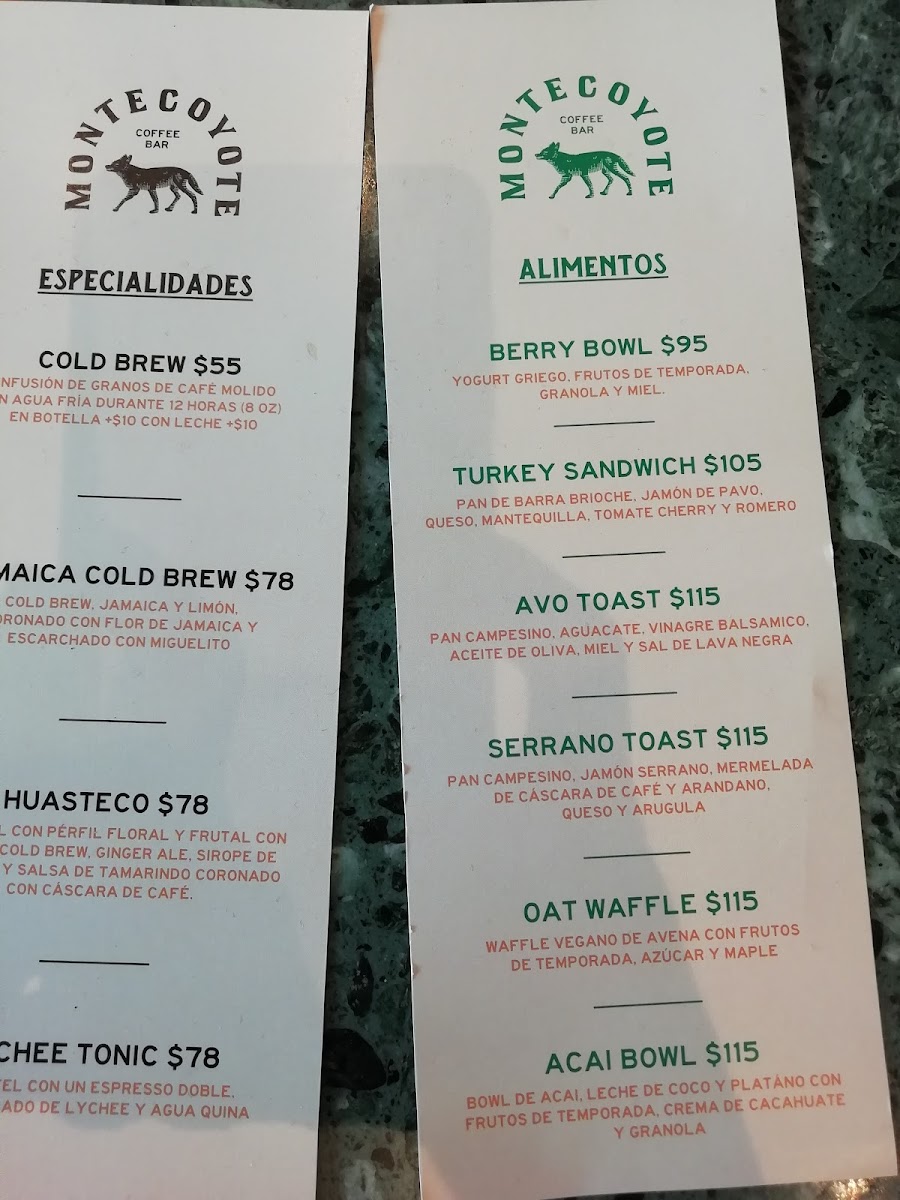 MONTECOYOTE
COFFEE
BAR
ESPECIALIDADES
COLD BREW $55
DE GRANOS DE CAFÉ MOLIDO
AGUA FRÍA DURANTE 12 HORAS (8 OZ)
EN BOTELLA +$10 CON LECHE +$10
COLD BREW $78
COLD BREW, JAMAICA Y LIMÓN,
CON FLOR DE JAMAICA Y
ESCARCHADO CON MIGUELITO
HUASTECO $78
CON PÉRFIL FLORAL Y FRUTAL CON
COLD BREW, GINGER ALE, SIROPE DE
Y SALSA DE TAMARINDO CORONADO
CON CÁSCARA DE CAFÉ.
TONIC $78
CON UN ESPRESSO DOBLE,
DE LYCHEE Y AGUA QUINA
MONTECOYOTE
COFFEE
BAR
ALIMENTOS
BERRY BOWL $95
YOGURT GRIEGO, FRUTOS DE TEMPORADA,
GRANOLA Y MIEL.
TURKEY SANDWICH $105
PAN DE BARRA BRIOCHE, JAMÓN DE PAVO,
QUESO, MANTEQUILLA, TOMATE CHERRY Y ROMERO
AVO TOAST $115
PAN CAMPESINO, AGUACATE, VINAGRE BALSAMICO,
ACEITE DE OLIVA, MIEL Y SAL DE LAVA NEGRA
SERRANO TOAST $115
PAN CAMPESINO, JAMÓN SERRANO, MERMELADA
DE CÁSCARA DE CAFÉ Y ARANDANO,
QUESO Y ARUGULA
OAT WAFFLE $115
WAFFLE VEGANO DE AVENA CON FRUTOS
DE TEMPORADA, AZÚCAR Y MAPLE
ACAI BOWL $115
BOWL DE ACAI, LECHE DE COCO Y PLATÁNO CON
FRUTOS DE TEMPORADA, CREMA DE CACAHUATE
Y GRANOLA